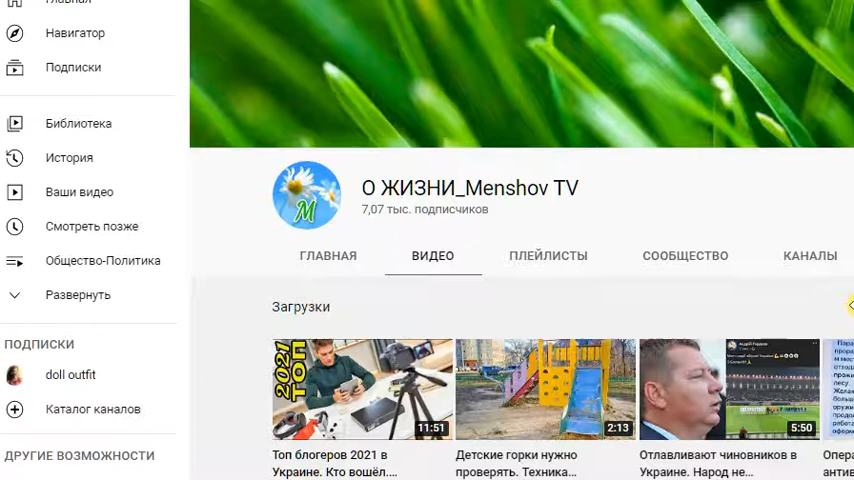 Главная
Навигатор
Подписки
Библиотека
История
Ваши видео
Смотреть позже
Общество-Политика
Развернуть
ПОДПИСКИ
doll outfit
Каталог каналов
ДРУГИЕ ВОЗМОЖНОСТИ
М
О ЖИЗНИ_Menshov TV
7,07 тыс. подписчиков
ГЛАВНАЯ
ВИДЕО
ПЛЕЙЛИСТЫ
СООБЩЕСТВО
КАНАЛЫ
Загрузки
2021
ТОП
11:51
2:13
5:50
Топ блогеров 2021 в
Украине. Кто вошёл....
Детские горки нужно
проверять. Техника...
Отлавливают чиновников в
Украине. Народ не...